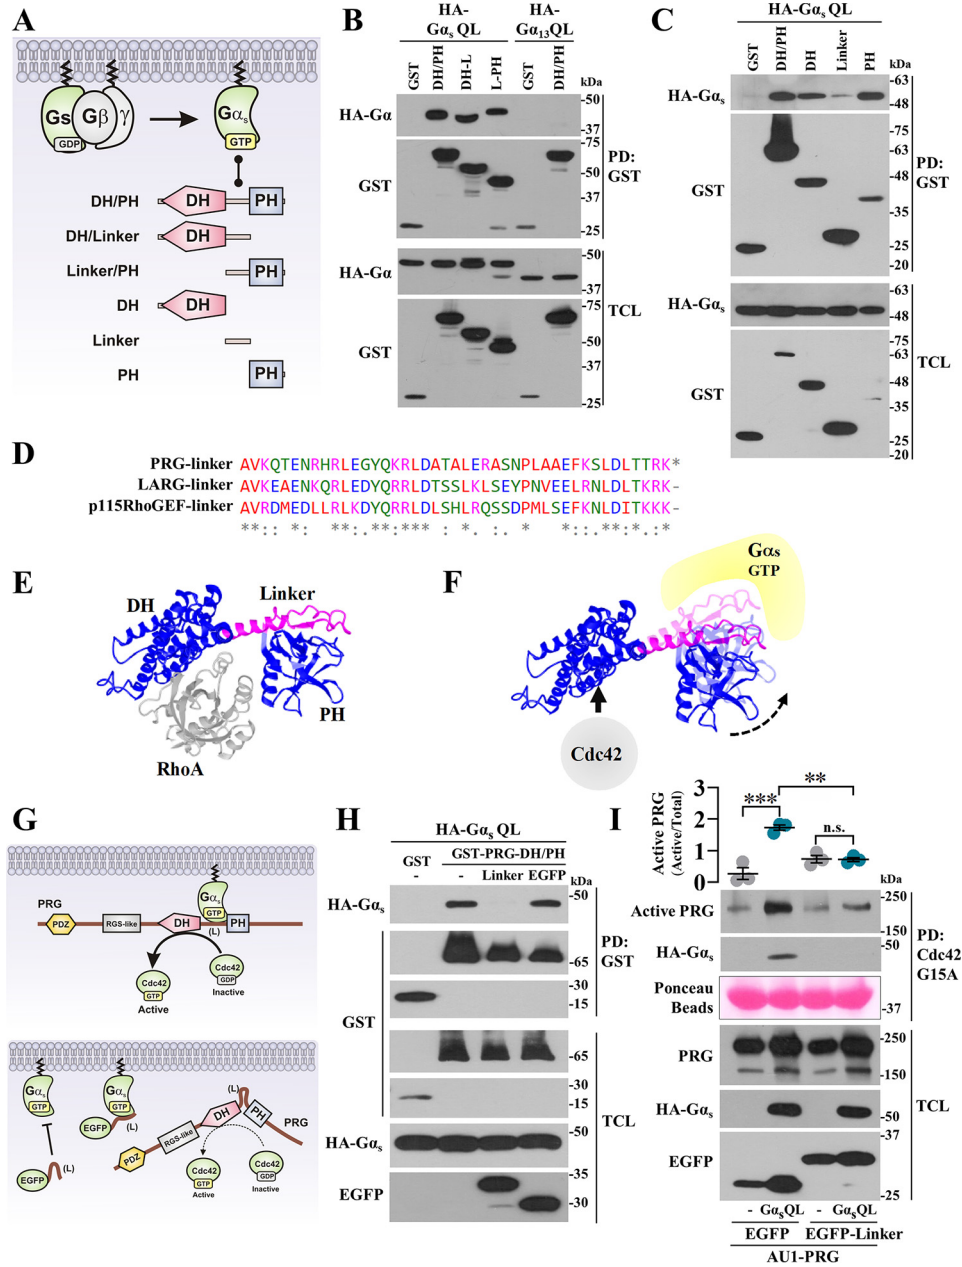 A
Gs
GDP
Gβ
γ
Gαs
GTP
DH/PH
DH
PH
DH/Linker
DH
Linker/PH
PH
DH
DH
Linker
PH
PH
B
HA-
Gαs QL
HA-
Gα13QL
GST
DH/PH
DH-L
L-PH
GST
DH/PH
kDa
HA-Gα
-50
-37
GST
-75
-50
-37
-25
PD:
GST
HA-Gα
-50
-37
GST
-75
-50
-37
-25
TCL
C
HA-Gαs QL
GST
DH/PH
DH
Linker
PH
kDa
HA-Gαs
-63
-48
GST
-75
-63
-48
-35
-25
-20
PD:
GST
HA-Gαs
-63
-48
GST
-75
-63
-48
-35
-25
-20
TCL
D
PRG-linker AVKQTENRHRLEGYQKRLDATALERASNPLAAEFKSLDLTTRK*
LARG-linker AVKEAENKQRLEDYQRRLDTSSLKLSEYPNVEELRNLDLTKRK-
p115RhoGEF-linker AVRDMEDLLRLKDYQRRLDLSHLRQSSDPMLSEFKNLDITKKK-
**:: *: **:.**:*** : *.:. * *::.**:*.:*
E
DH
Linker
PH
RhoA
F
Gαs
GTP
Cdc42
G
PRG
PDZ
RGS-like
DH
Gαs
GTP
(L)
PH
Cdc42
GTP
Active
Cdc42
GDP
Inactive
Gαs
GTP
EGFP
(L)
Gαs
GTP
EGFP
(L)
PDZ
RGS-like
DH
(L)
PH
PRG
Cdc42
GTP
Active
Cdc42
GDP
Inactive
H
HA-Gαs QL
GST
GST-PRG-DH/PH
-
-
Linker
EGFP
kDa
HA-Gαs
-50
GST
-65
-30
-15
PD:
GST
-65
-30
-15
HA-Gαs
-50
EGFP
-35
-30
TCL
I
Active PRG
(Active/Total)
3
2
1
0
***
**
n.s.
kDa
Active PRG
-250
-150
HA-Gαs
-50
Ponceau
Beads
-37
PD:
Cdc42
G15A
PRG
-250
-150
HA-Gαs
-50
EGFP
-37
-25
TCL
- GαsQL - GαsQL
EGFP EGFP-Linker
AU1-PRG